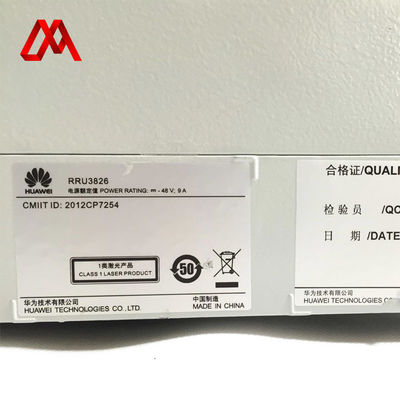 HUAWEI
RRU3826
电源额定值 POWER RATING: ⎓ -48 V; 9 A
CMIIT ID: 2012CP7254
1类激光产品
CLASS 1 LASER PRODUCT
50
华为技术有限公司
HUAWEI TECHNOLOGIES CO.,LTD.
中国制造
MADE IN CHINA
合格证/QUALI
检验员 /QC
日 期 /DATE
华为技术有限公司
HUAWEI TECHNOLOGIES C